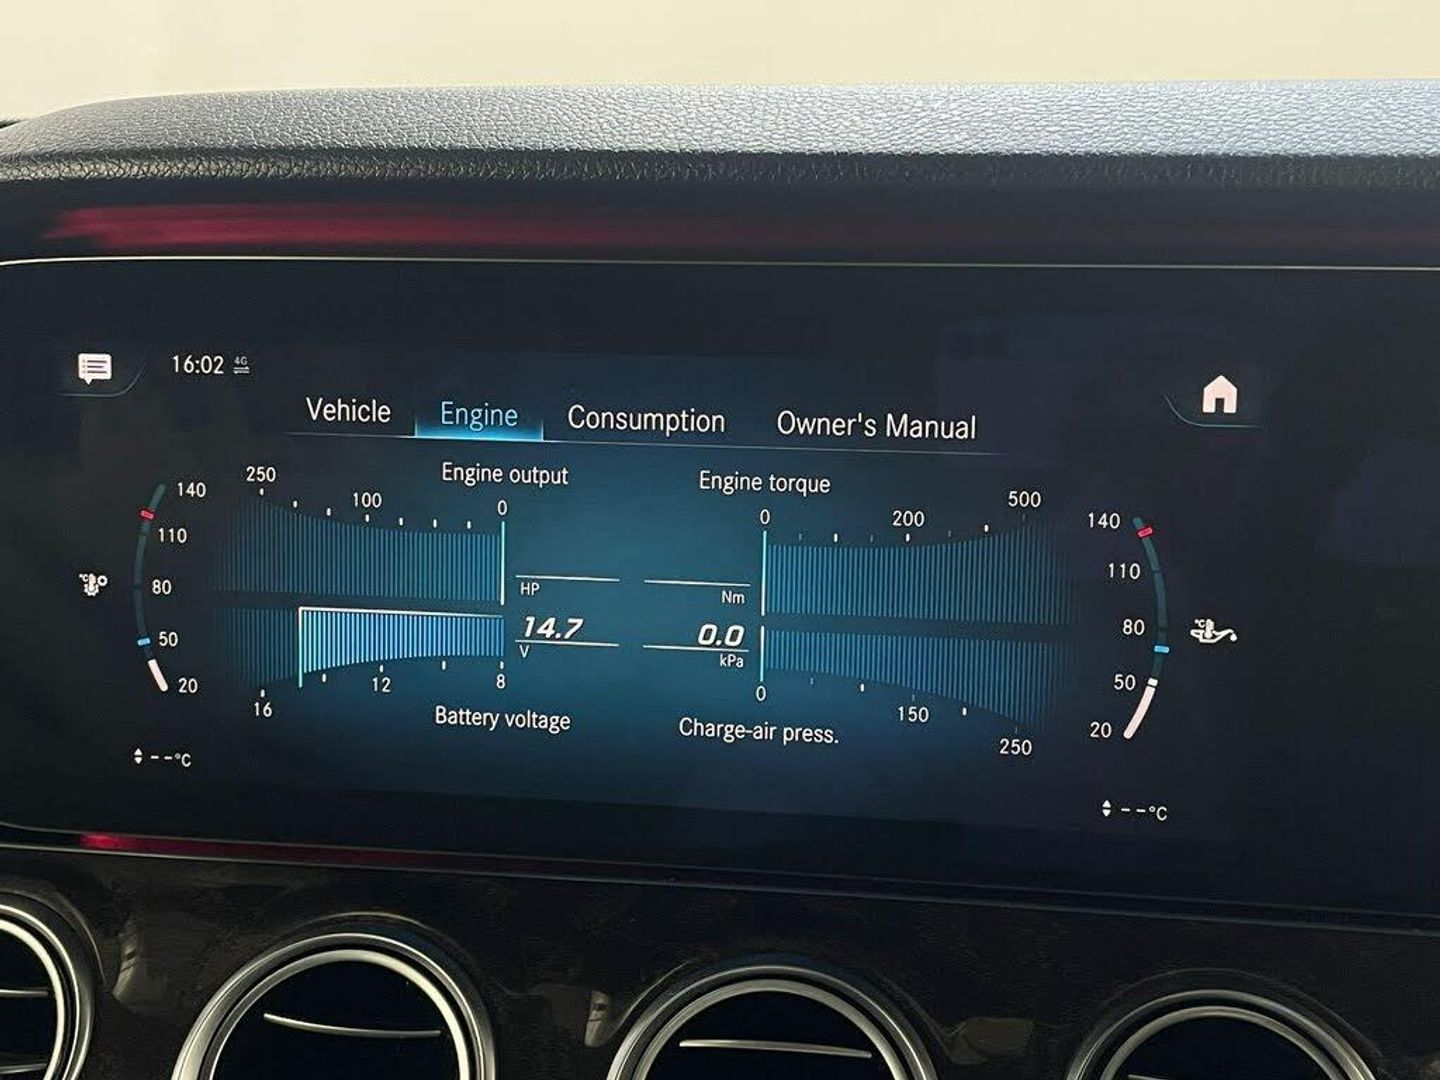 16:02 4G
Vehicle Engine Consumption Owner's Manual
Engine output Engine torque
250 100 0
0 200 500
140
110
80
50
20
140
110
80
50
20
°C
°C
HP
Nm
14.7
V
0.0
kPa
16 12 8
0 150 250
Battery voltage Charge-air press.
--°C
--°C